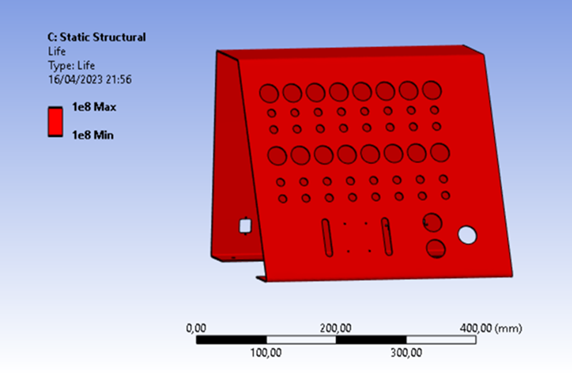 C: Static Structural
Life
Type: Life
16/04/2023 21:56
1e8 Max
1e8 Min
0,00 200,00 400,00 (mm)
100,00 300,00